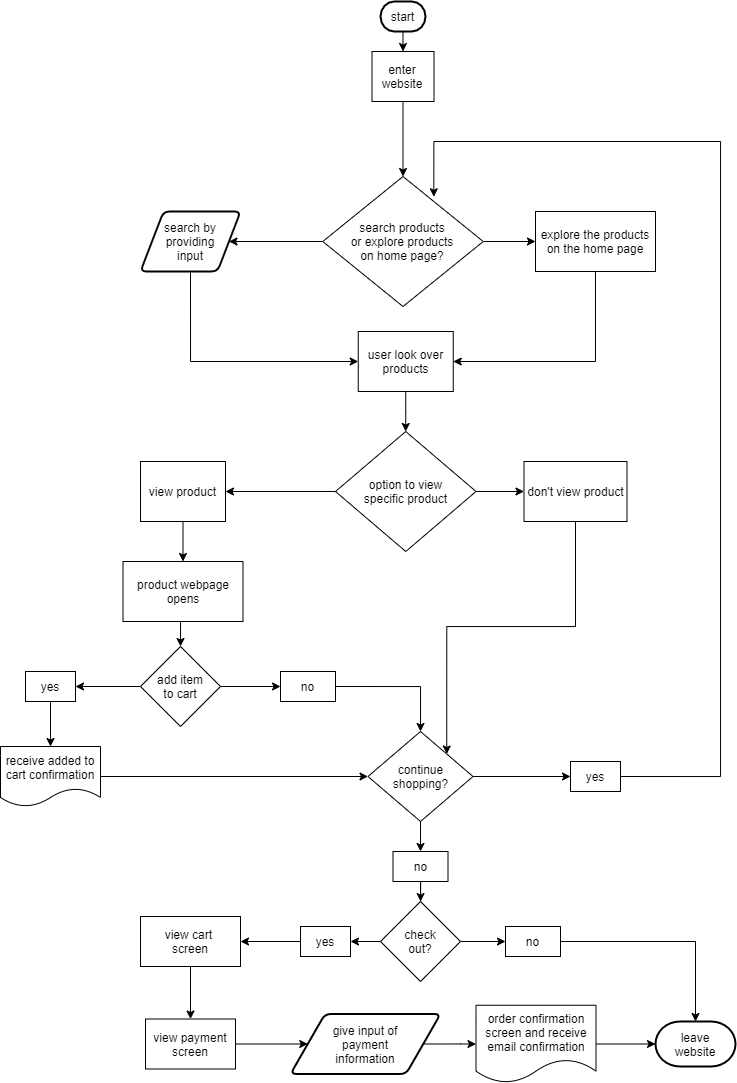 start
enter
website
search products
or explore products
on home page?
search by
providing
input
explore the products
on the home page
user look over
products
option to view
specific product
view product
don't view product
product webpage
opens
add item
to cart
yes
no
receive added to
cart confirmation
continue
shopping?
yes
no
check
out?
yes
no
view cart
screen
view payment
screen
give input of
payment
information
order confirmation
screen and receive
email confirmation
leave
website